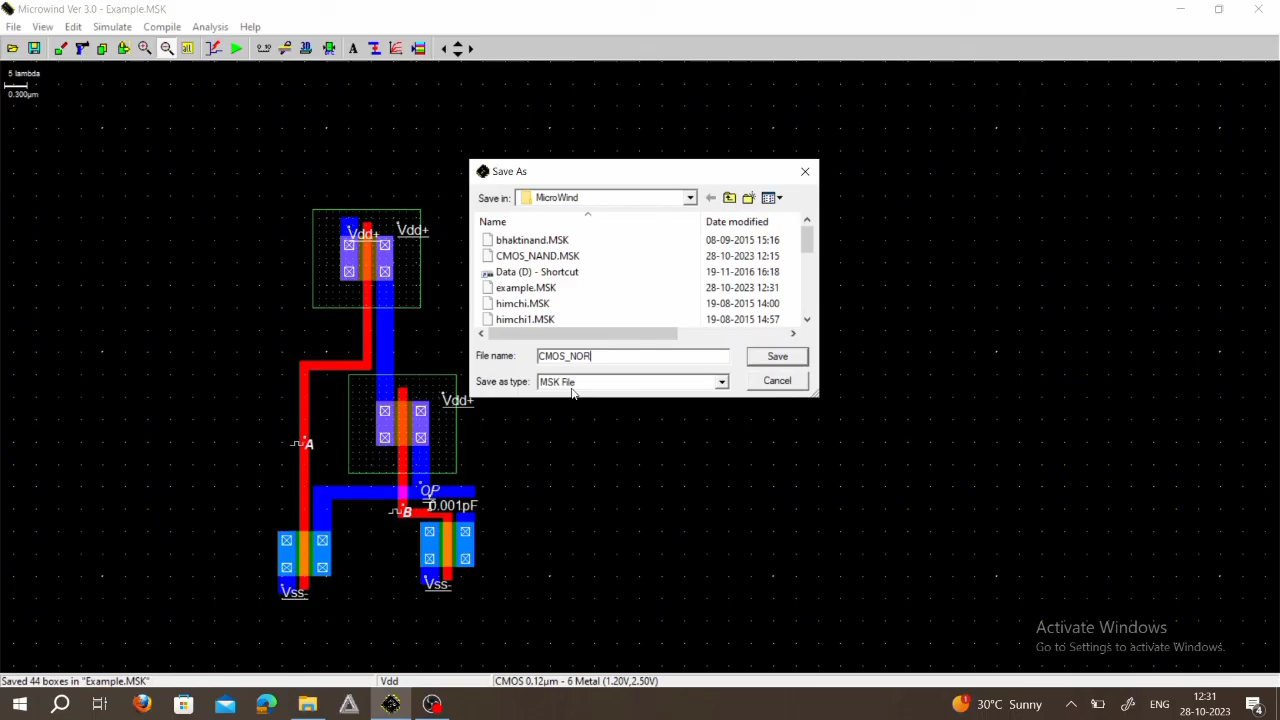 Microwind Ver 3.0 - Example.MSK
File View Edit Simulate Compile Analysis Help
5 lambda
0.300µm
Save As
Save in: MicroWind
Name Date modified
bhaktinand.MSK 08-09-2015 15:16
CMOS_NAND.MSK 28-10-2023 12:15
Data (D) - Shortcut 19-11-2016 16:18
example.MSK 28-10-2023 12:31
himchi.MSK 19-08-2015 14:00
himchi1.MSK 19-08-2015 14:57
File name: CMOS_NOR Save
Save as type: MSK File Cancel
Vdd+ Vdd+
Vdd+
A
OP
0.001pF
B
Vss-
Vss-
Activate Windows
Go to Settings to activate Windows.
Saved 44 boxes in "Example.MSK" Vdd CMOS 0.12µm - 6 Metal (1.20V,2.50V)
30°C Sunny ENG 12:31
28-10-2023
4